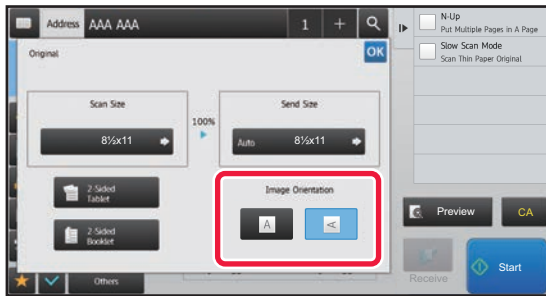 Address AAA AAA 1 +
Original OK
Scan Size
8½x11
100%
Send Size
Auto 8½x11
2-Sided
Tablet
2-Sided
Booklet
Image Orientation
A
A
Others
N-Up
Put Multiple Pages in A Page
Slow Scan Mode
Scan Thin Paper Original
Preview CA
Receive
Start